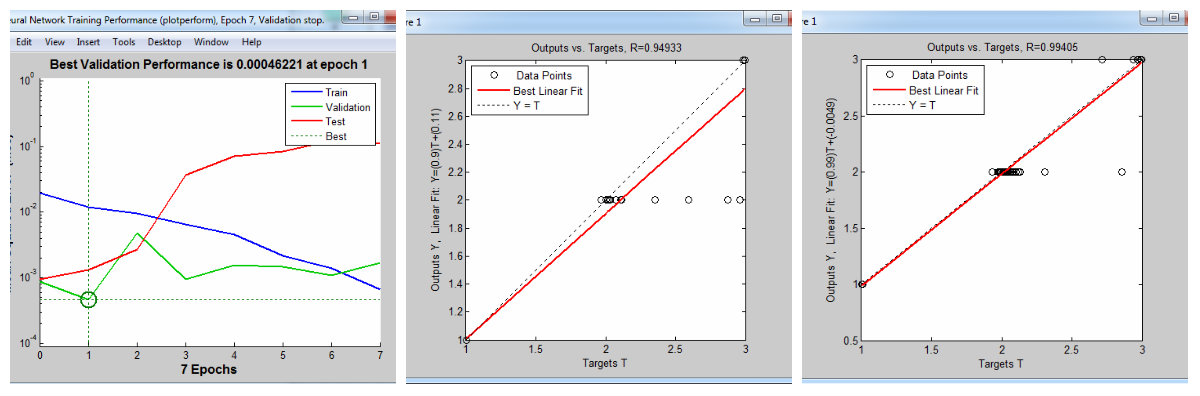 Neural Network Training Performance (plotperform), Epoch 7, Validation stop.
Edit View Insert Tools Desktop Window Help
Best Validation Performance is 0.00046221 at epoch 1
10^0
10^-1
10^-2
10^-3
10^-4
Train
Validation
Test
Best
0 1 2 3 4 5 6 7
7 Epochs
re 1
Outputs vs. Targets, R=0.94933
Data Points
Best Linear Fit
Y = T
Outputs Y, Linear Fit: Y=(0.9)T+(0.11)
3
2.8
2.6
2.4
2.2
2
1.8
1.6
1.4
1.2
1
1 1.5 2 2.5 3
Targets T
ure 1
Outputs vs. Targets, R=0.99405
Data Points
Best Linear Fit
Y = T
Outputs Y, Linear Fit: Y=(0.99)T+(-0.0049)
3
2.5
2
1.5
1
0.5
1 1.5 2 2.5 3
Targets T